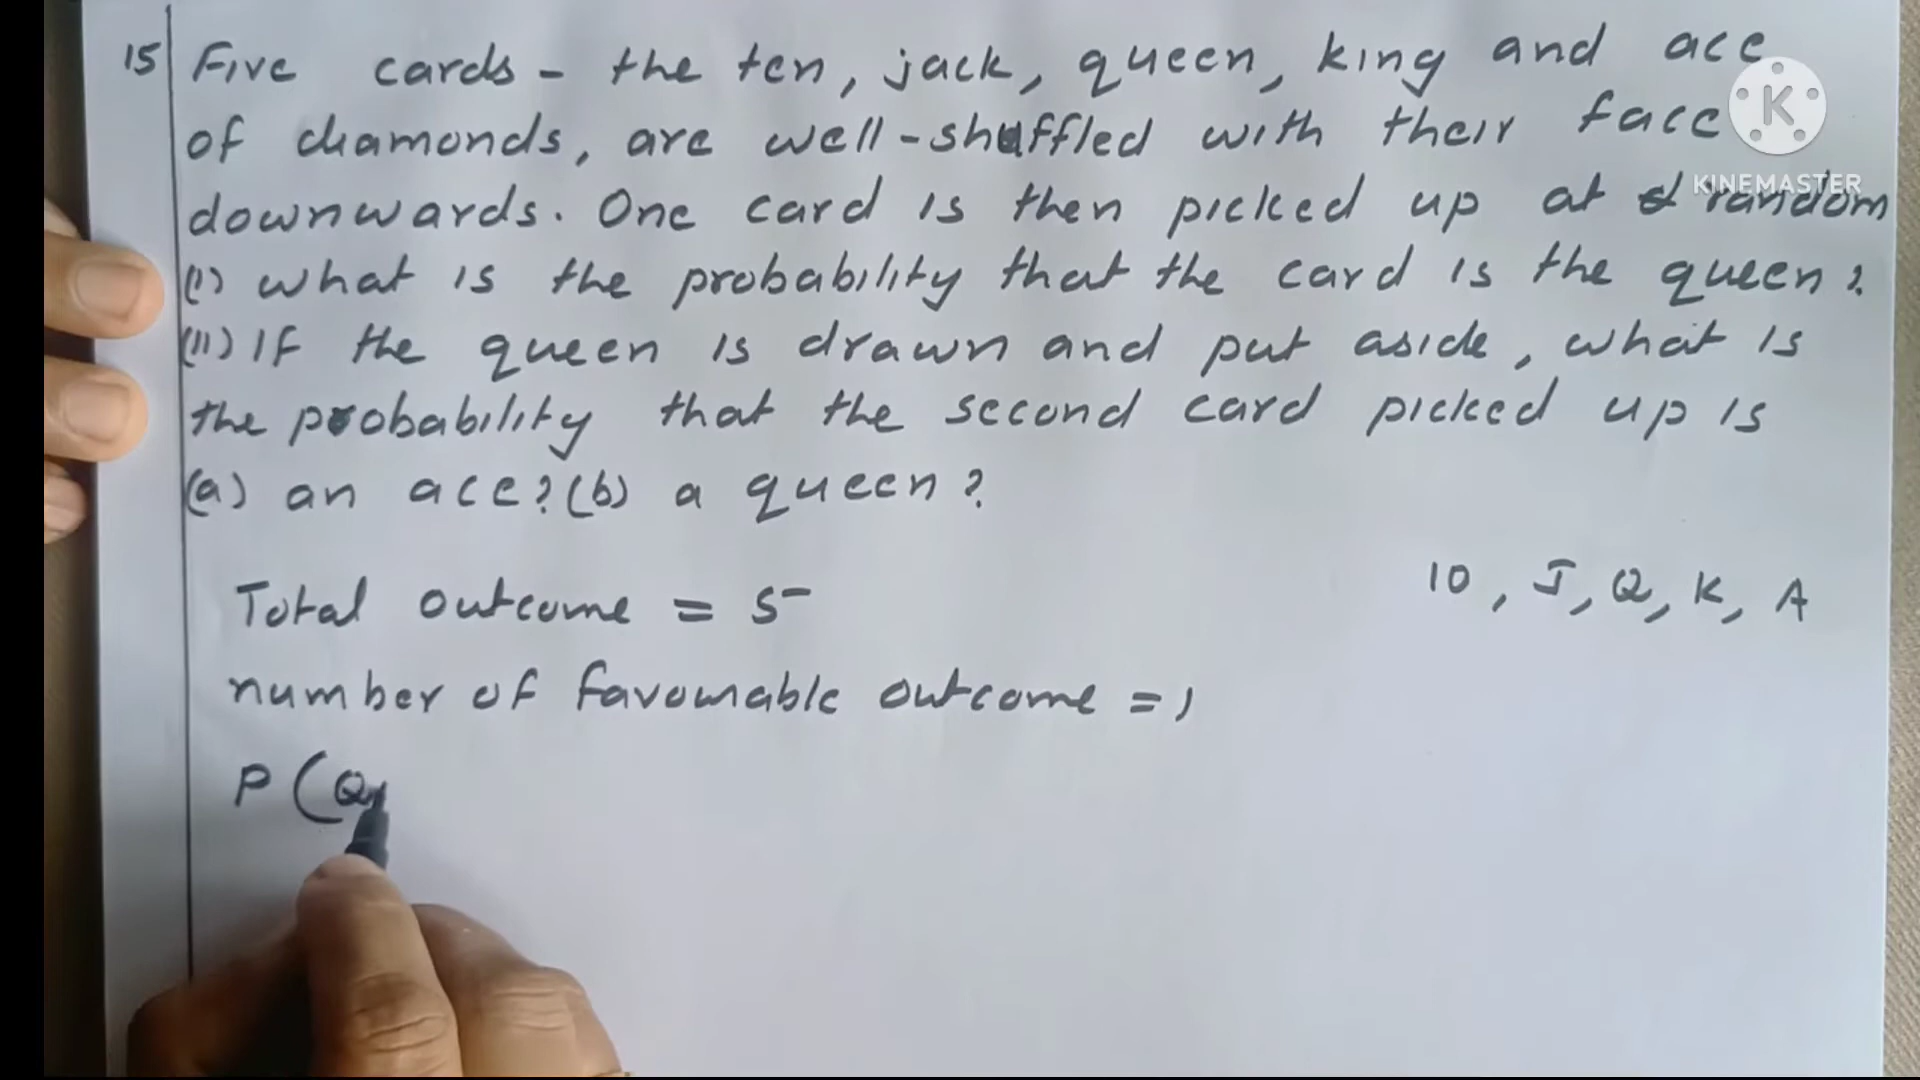 15 Five cards - the ten, jack, queen, king and ace
of diamonds, are well-shuffled with their face
downwards. One card is then picked up at random
(i) what is the probability that the card is the queen?
(ii) If the queen is drawn and put aside, what is
the probability that the second card picked up is
(a) an ace? (b) a queen?
10, J, Q, K, A
Total outcome = 5
number of favourable outcome = 1
P (Q
K
KINEMASTER